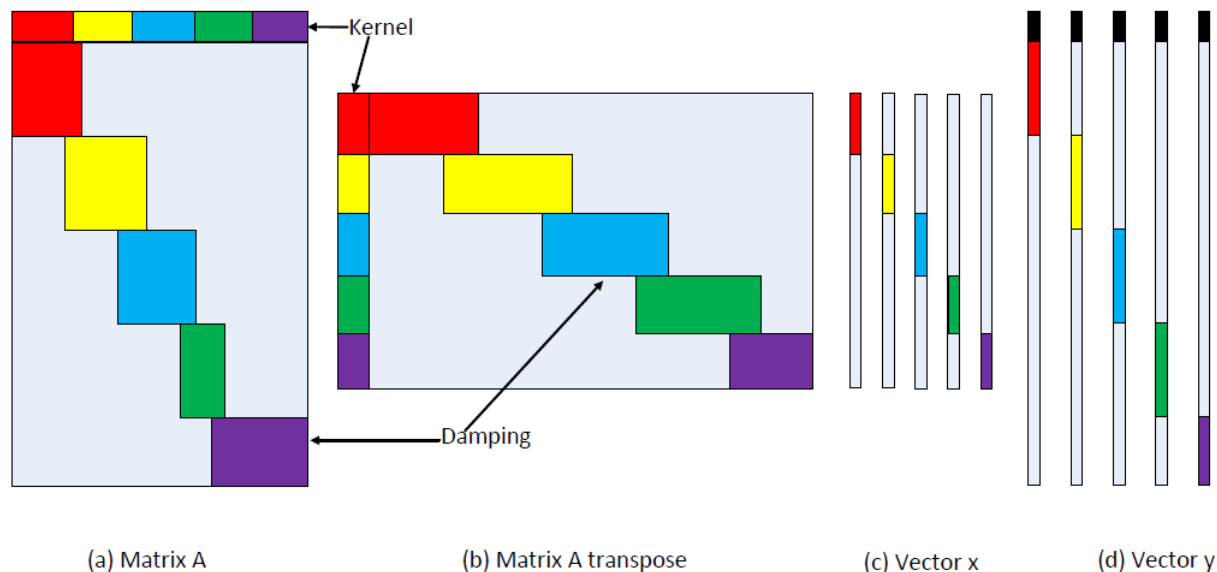 Kernel
Damping
(a) Matrix A
(b) Matrix A transpose
(c) Vector x
(d) Vector y